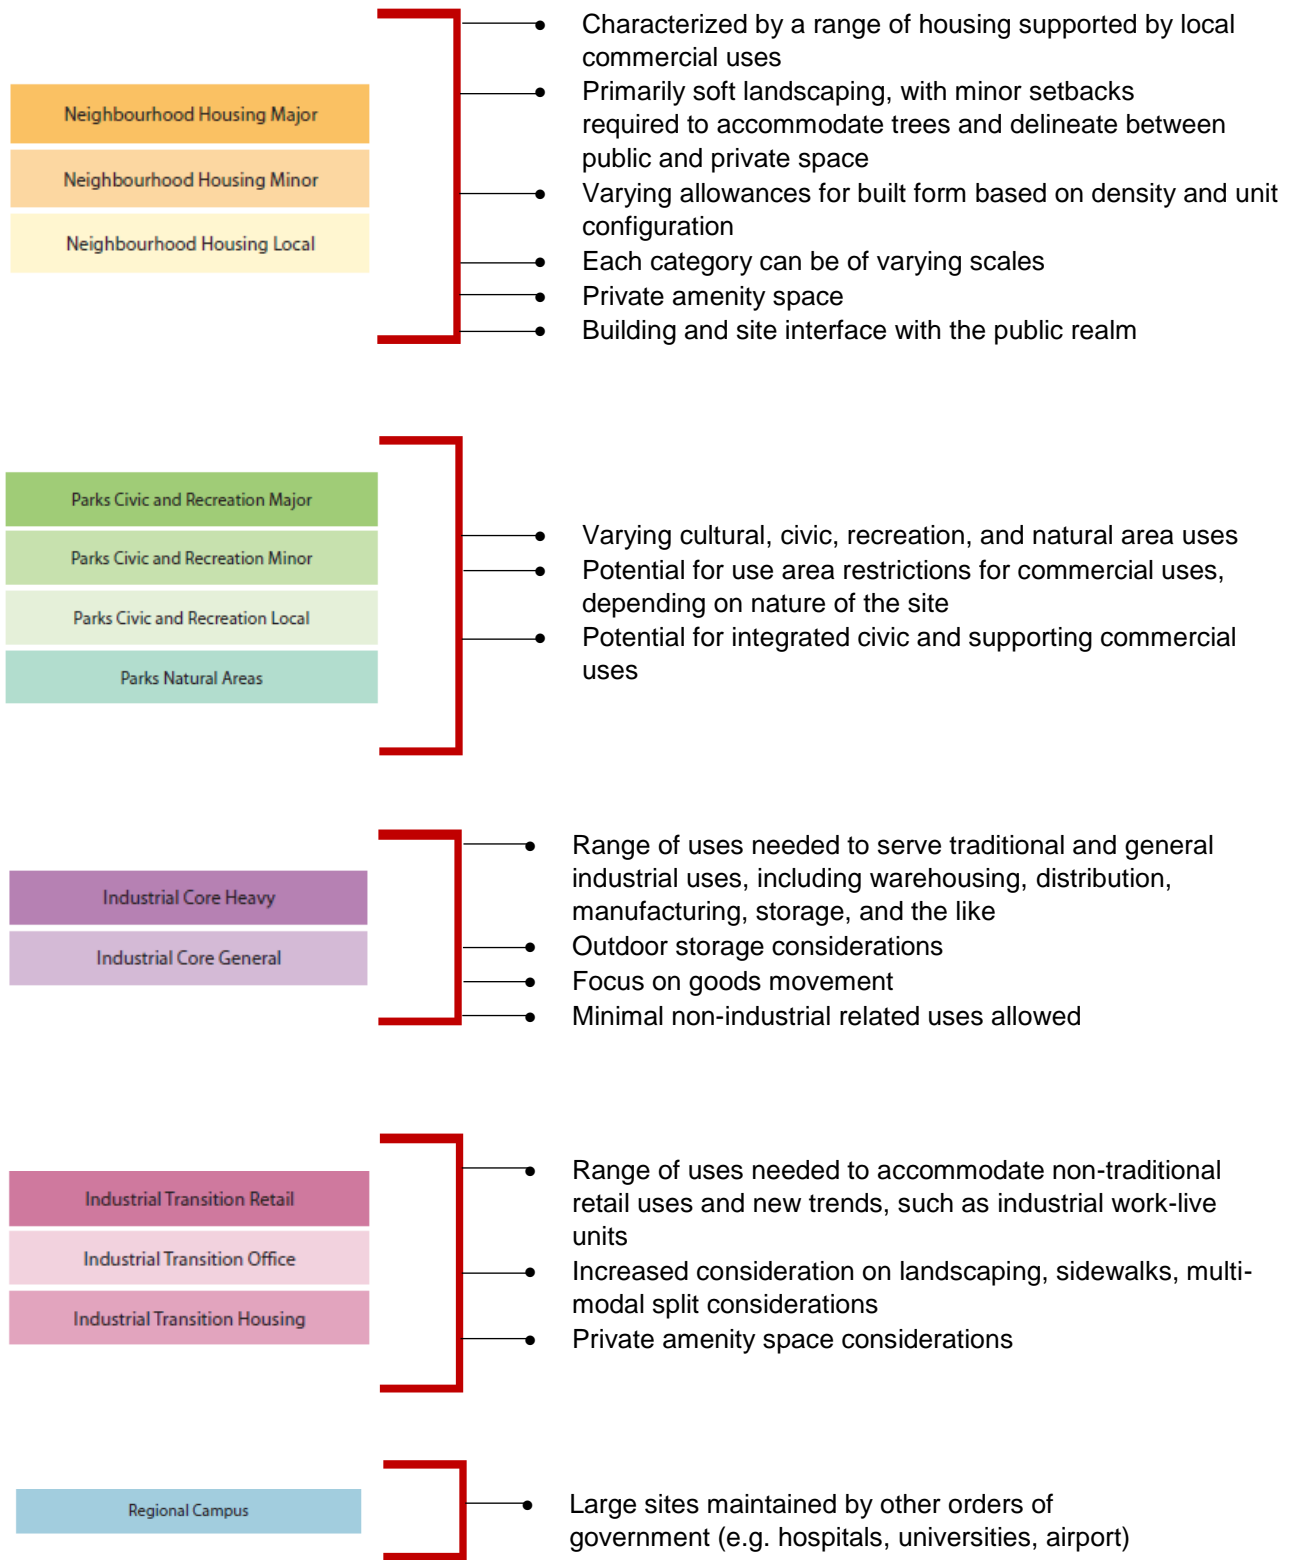 Neighbourhood Housing Major
Neighbourhood Housing Minor
Neighbourhood Housing Local
• Characterized by a range of housing supported by local
commercial uses
• Primarily soft landscaping, with minor setbacks
required to accommodate trees and delineate between
public and private space
• Varying allowances for built form based on density and unit
configuration
• Each category can be of varying scales
• Private amenity space
• Building and site interface with the public realm
Parks Civic and Recreation Major
Parks Civic and Recreation Minor
Parks Civic and Recreation Local
Parks Natural Areas
• Varying cultural, civic, recreation, and natural area uses
• Potential for use area restrictions for commercial uses,
depending on nature of the site
• Potential for integrated civic and supporting commercial
uses
Industrial Core Heavy
Industrial Core General
• Range of uses needed to serve traditional and general
industrial uses, including warehousing, distribution,
manufacturing, storage, and the like
• Outdoor storage considerations
• Focus on goods movement
• Minimal non-industrial related uses allowed
Industrial Transition Retail
Industrial Transition Office
Industrial Transition Housing
• Range of uses needed to accommodate non-traditional
retail uses and new trends, such as industrial work-live
units
• Increased consideration on landscaping, sidewalks, multi-
modal split considerations
• Private amenity space considerations
Regional Campus
• Large sites maintained by other orders of
government (e.g. hospitals, universities, airport)